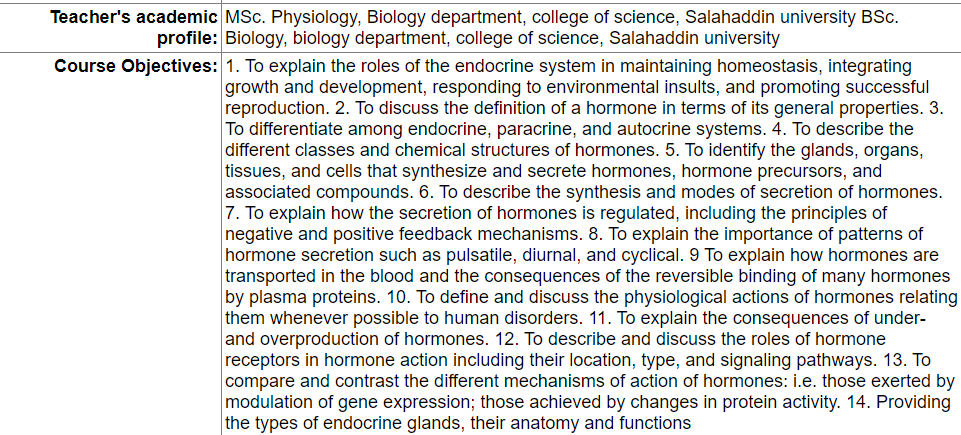 Teacher's academic profile: MSc. Physiology, Biology department, college of science, Salahaddin university BSc.
Biology, biology department, college of science, Salahaddin university
Course Objectives: 1. To explain the roles of the endocrine system in maintaining homeostasis, integrating
growth and development, responding to environmental insults, and promoting successful
reproduction. 2. To discuss the definition of a hormone in terms of its general properties. 3.
To differentiate among endocrine, paracrine, and autocrine systems. 4. To describe the
different classes and chemical structures of hormones. 5. To identify the glands, organs,
tissues, and cells that synthesize and secrete hormones, hormone precursors, and
associated compounds. 6. To describe the synthesis and modes of secretion of hormones.
7. To explain how the secretion of hormones is regulated, including the principles of
negative and positive feedback mechanisms. 8. To explain the importance of patterns of
hormone secretion such as pulsatile, diurnal, and cyclical. 9 To explain how hormones are
transported in the blood and the consequences of the reversible binding of many hormones
by plasma proteins. 10. To define and discuss the physiological actions of hormones relating
them whenever possible to human disorders. 11. To explain the consequences of under-
and overproduction of hormones. 12. To describe and discuss the roles of hormone
receptors in hormone action including their location, type, and signaling pathways. 13. To
compare and contrast the different mechanisms of action of hormones: i.e. those exerted by
modulation of gene expression; those achieved by changes in protein activity. 14. Providing
the types of endocrine glands, their anatomy and functions